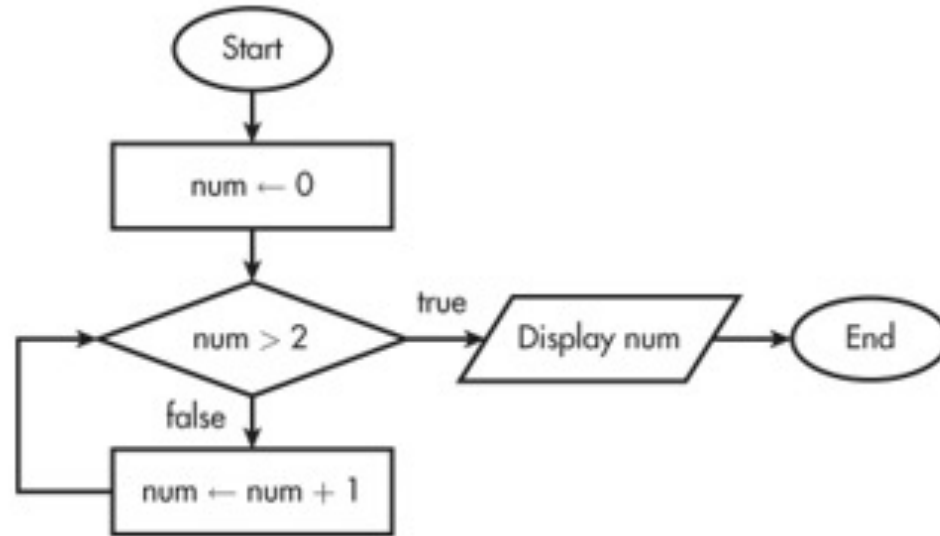 Start
num ← 0
num > 2
true
Display num
End
false
num ← num + 1